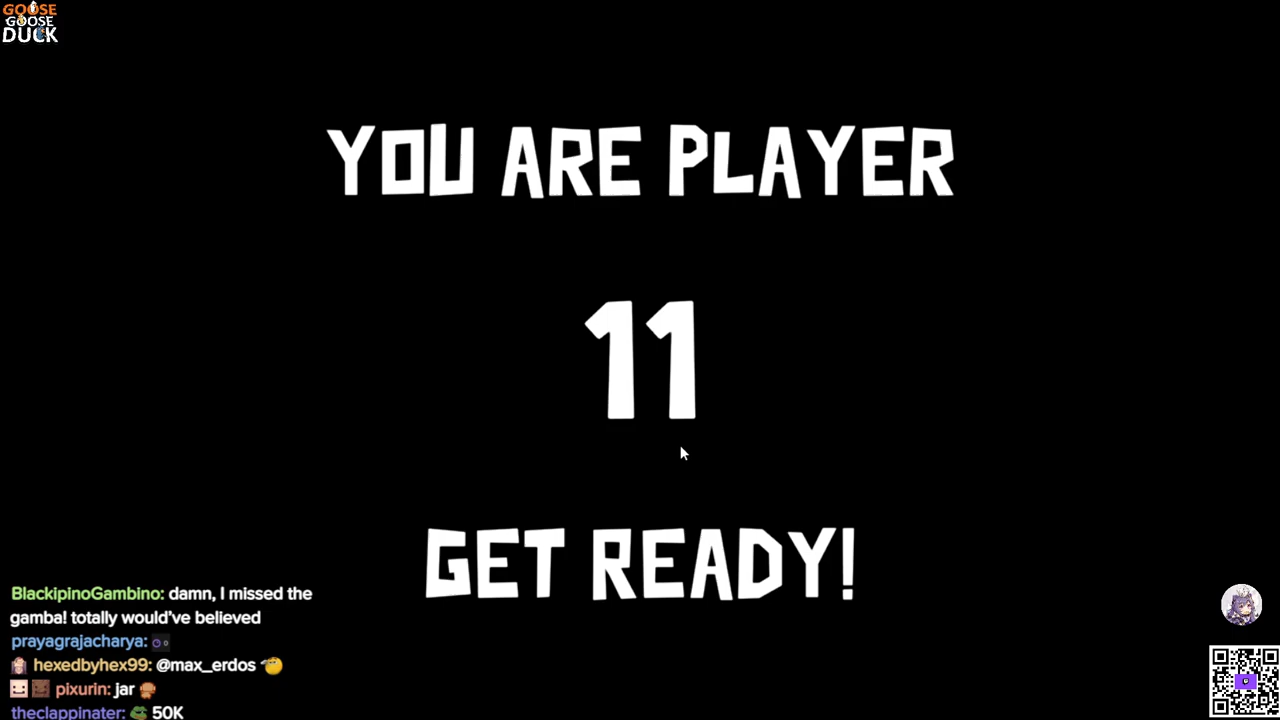 GOOSE
GOOSE
DUCK
YOU ARE PLAYER
11
GET READY!
BlackipinoGambino: damn, I missed the
gamba! totally would've believed
prayagrajacharya:
hexedbyhex99: @max_erdos
pixurin: jar
theclappinater: 50K